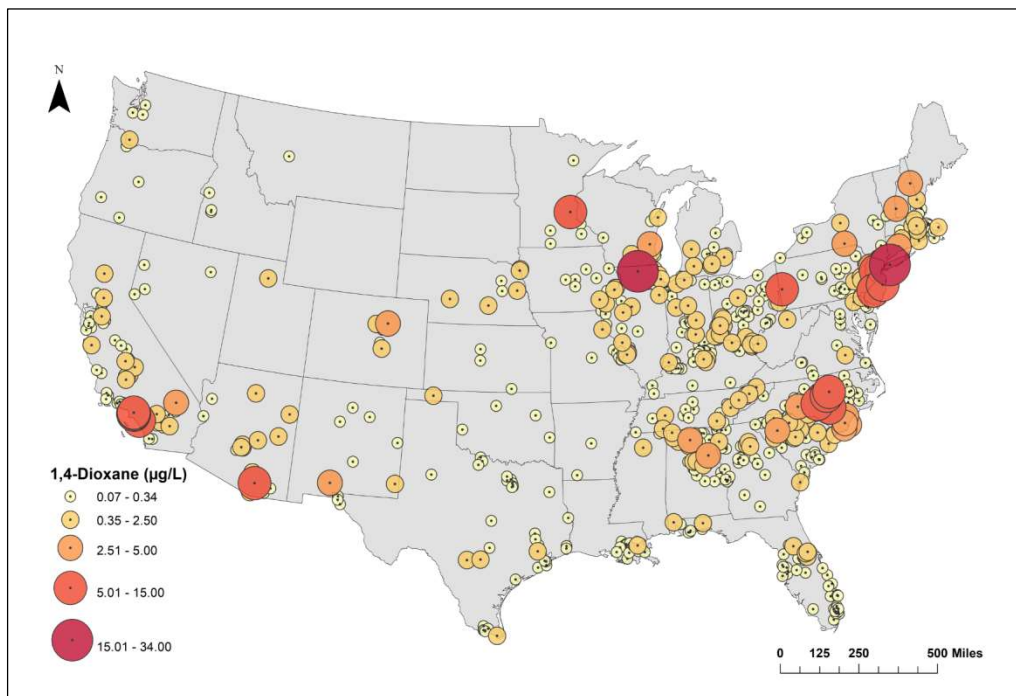 N
1,4-Dioxane (µg/L)
0.07 - 0.34
0.35 - 2.50
2.51 - 5.00
5.01 - 15.00
15.01 - 34.00
0 125 250 500 Miles